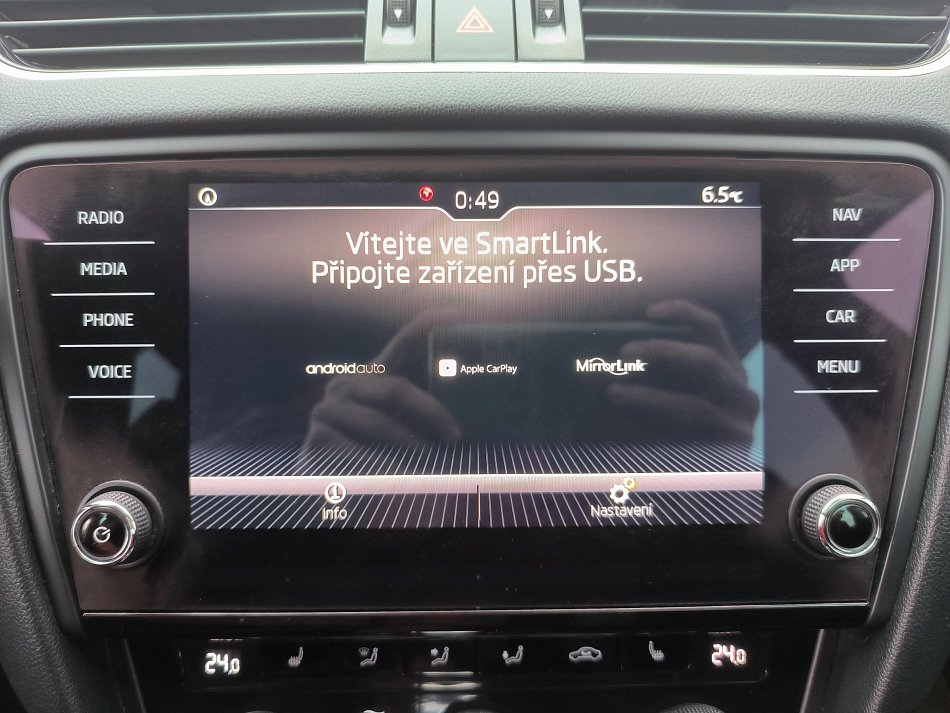 0:49
6.5°C
RADIO
MEDIA
PHONE
VOICE
Vítejte ve SmartLink.
Připojte zařízení přes USB.
androidauto
Apple CarPlay
MirrorLink
NAV
APP
CAR
MENU
Info
Nastavení
24.0
24.0